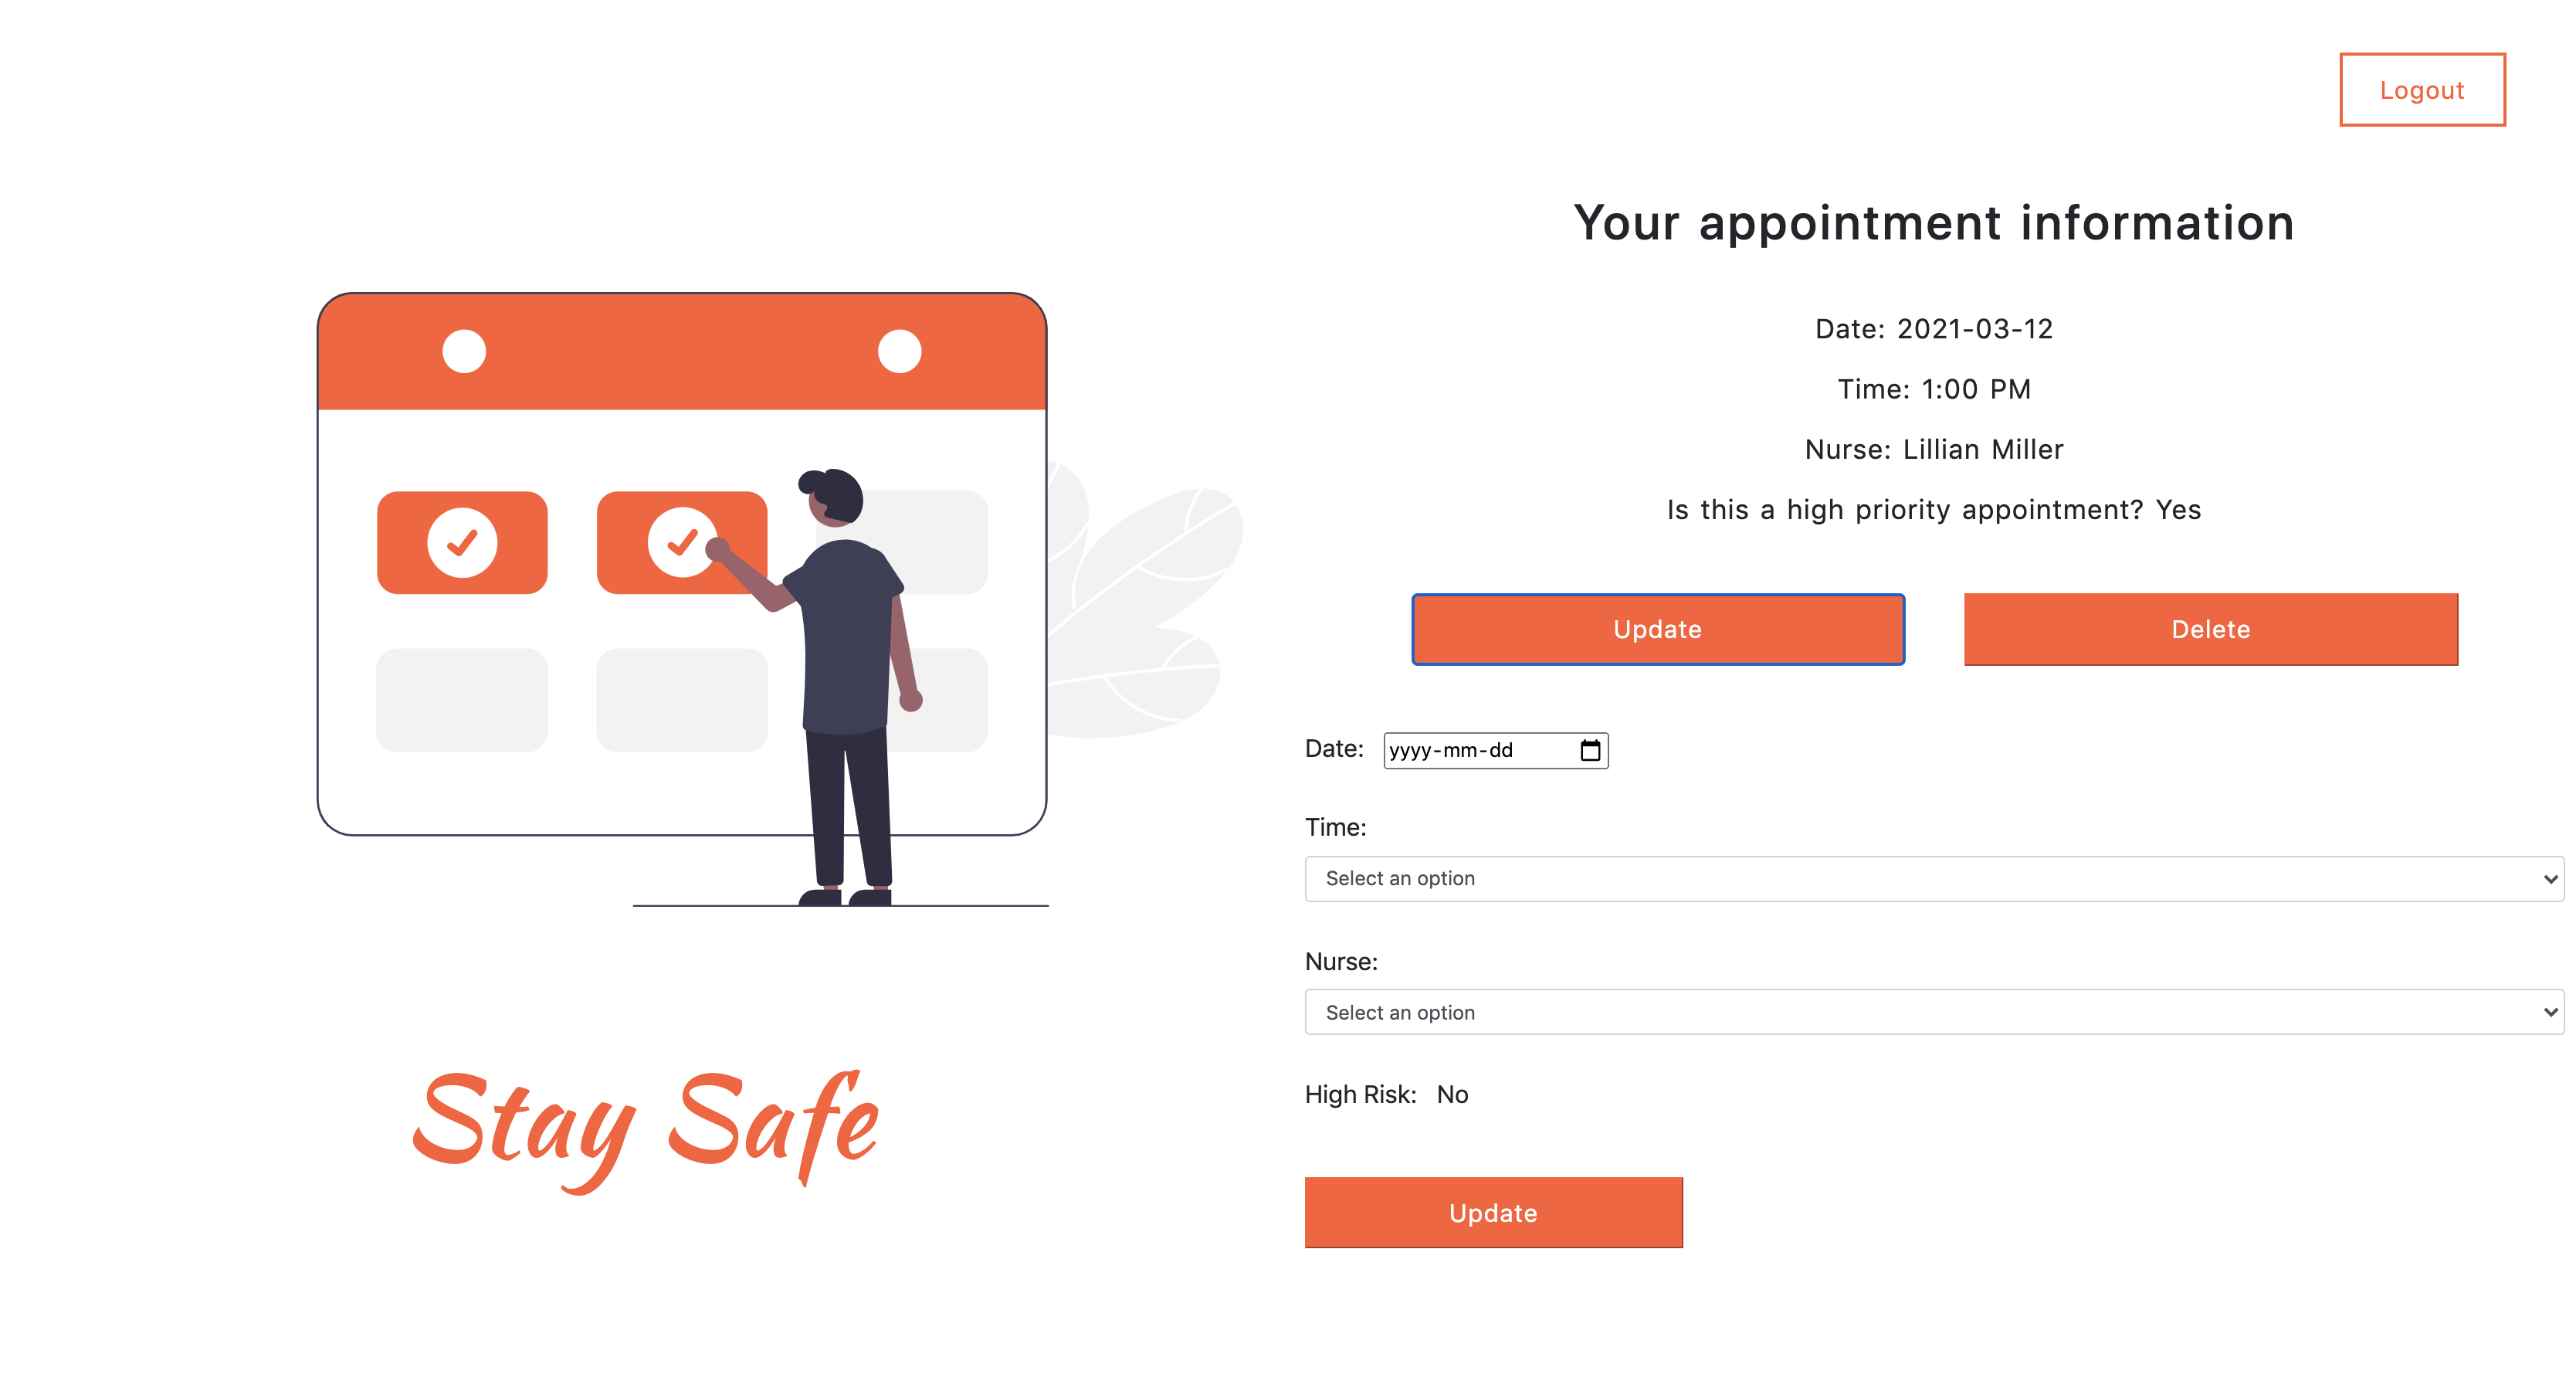 Logout
Your appointment information
Date: 2021-03-12
Time: 1:00 PM
Nurse: Lillian Miller
Is this a high priority appointment? Yes
Update
Delete
Date: yyyy-mm-dd
Time:
Select an option
Nurse:
Select an option
High Risk: No
Update
Stay Safe